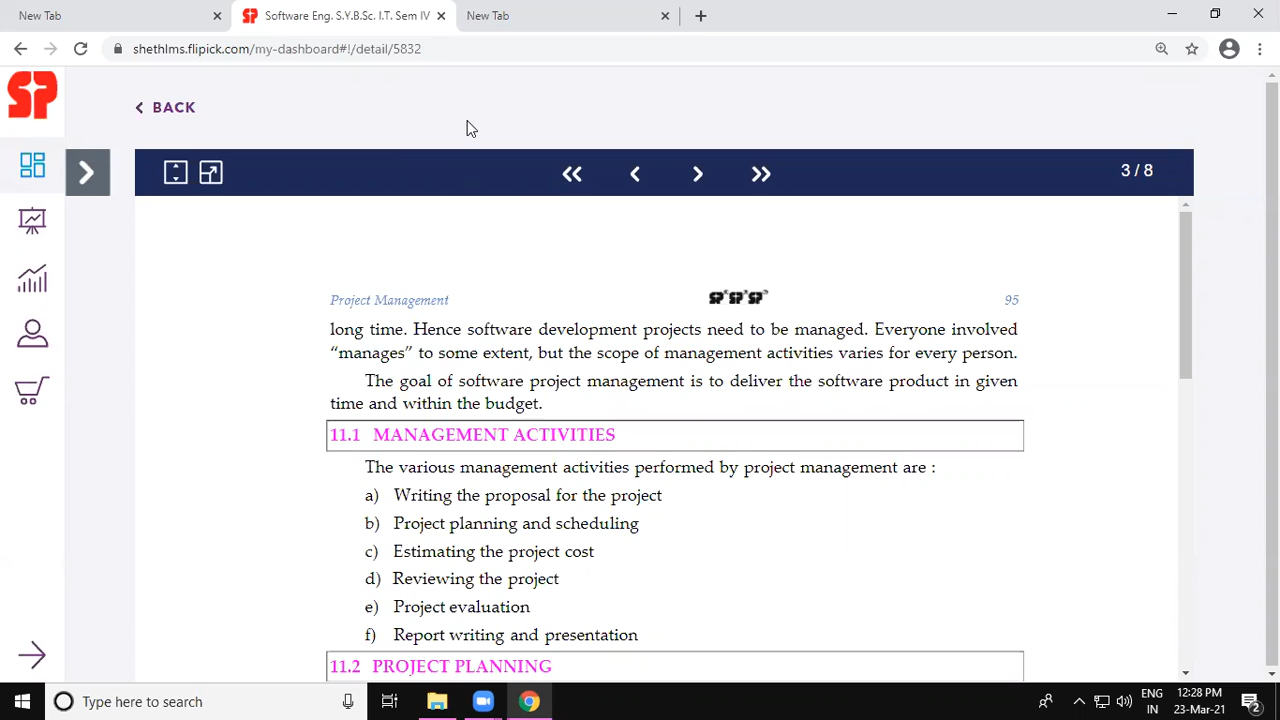 New Tab
Software Eng. S.Y.B.Sc. I.T. Sem IV
New Tab
shethlms.flipick.com/my-dashboard#!/detail/5832
SP
BACK
3 / 8
Project Management
95
long time. Hence software development projects need to be managed. Everyone involved
“manages” to some extent, but the scope of management activities varies for every person.
The goal of software project management is to deliver the software product in given
time and within the budget.
11.1 MANAGEMENT ACTIVITIES
The various management activities performed by project management are :
a) Writing the proposal for the project
b) Project planning and scheduling
c) Estimating the project cost
d) Reviewing the project
e) Project evaluation
f) Report writing and presentation
11.2 PROJECT PLANNING
Type here to search
ENG
IN
12:28 PM
23-Mar-21
2